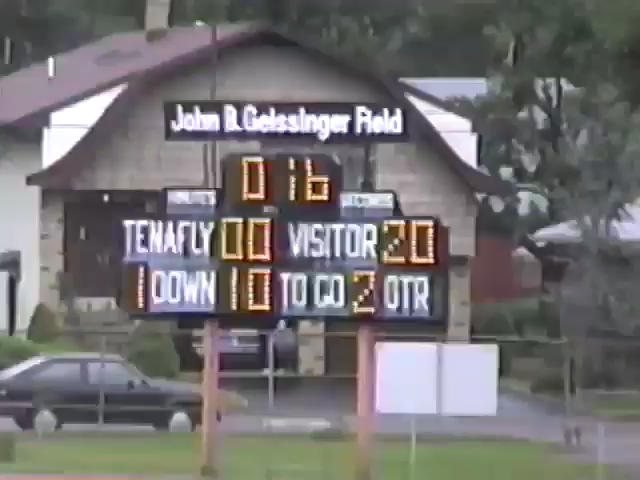 John B. Geissinger Field
0 16
TENAFLY 00 VISITOR 20
1 DOWN 10 TO GO 2 QTR